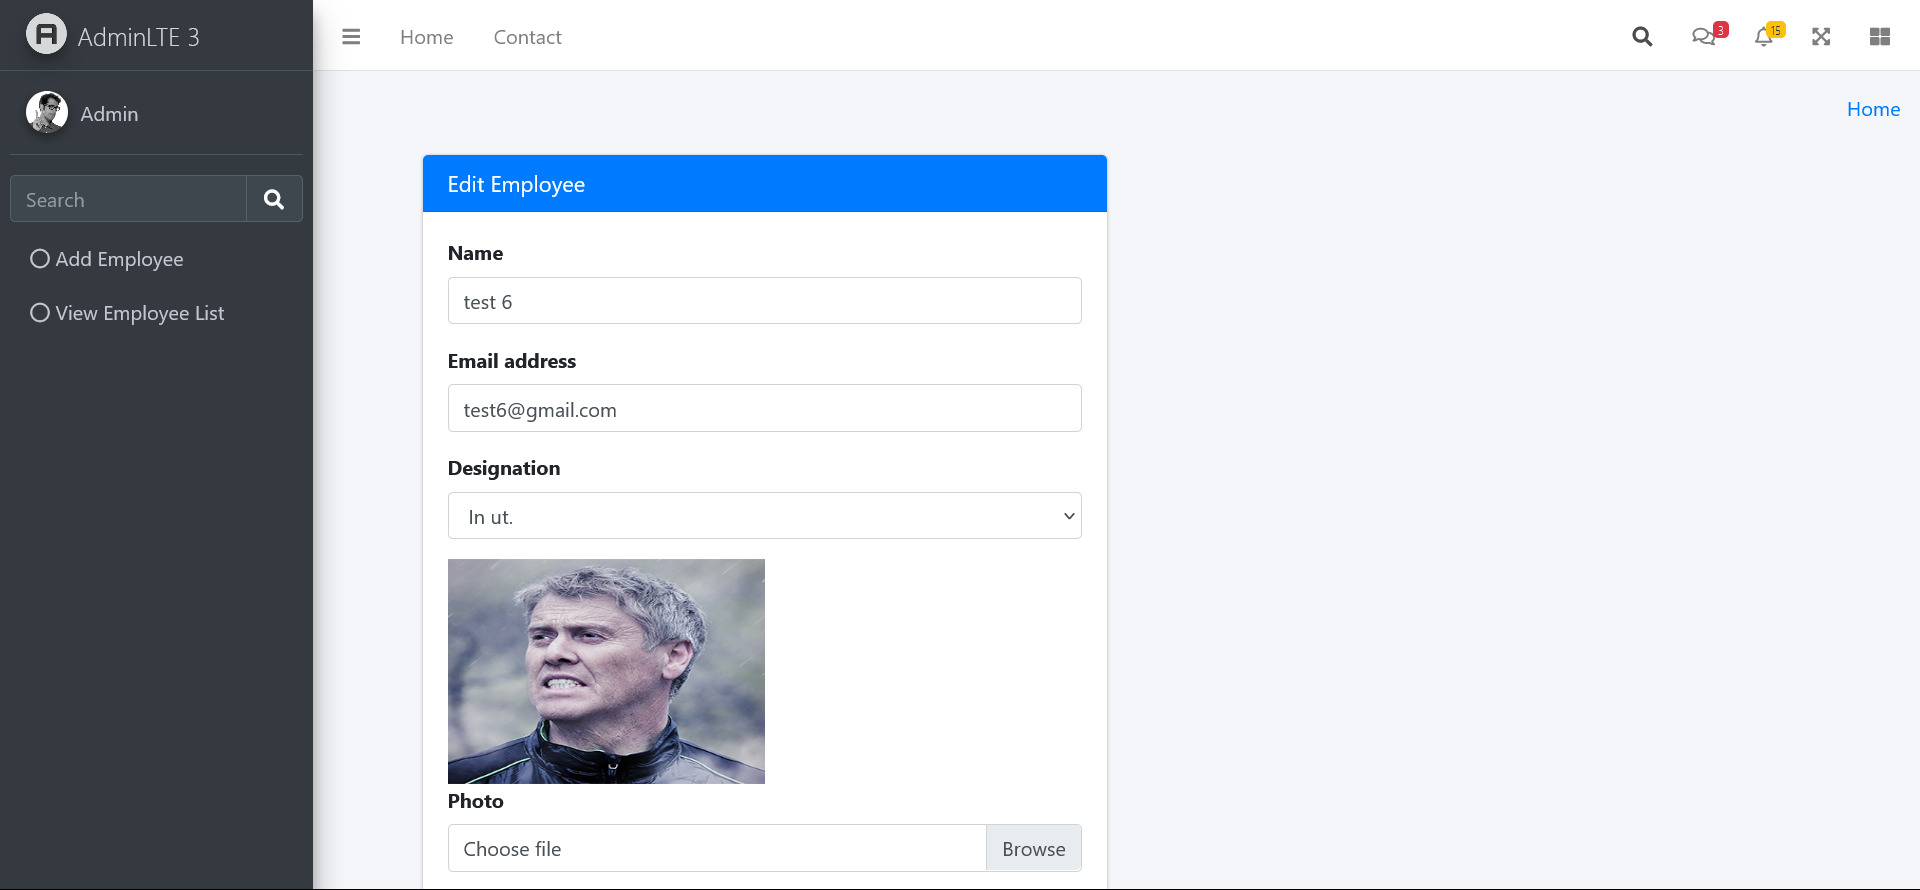 AdminLTE 3
Home
Contact
3
15
Admin
Home
Search
Add Employee
View Employee List
Edit Employee
Name
test 6
Email address
test6@gmail.com
Designation
In ut.
Photo
Choose file
Browse